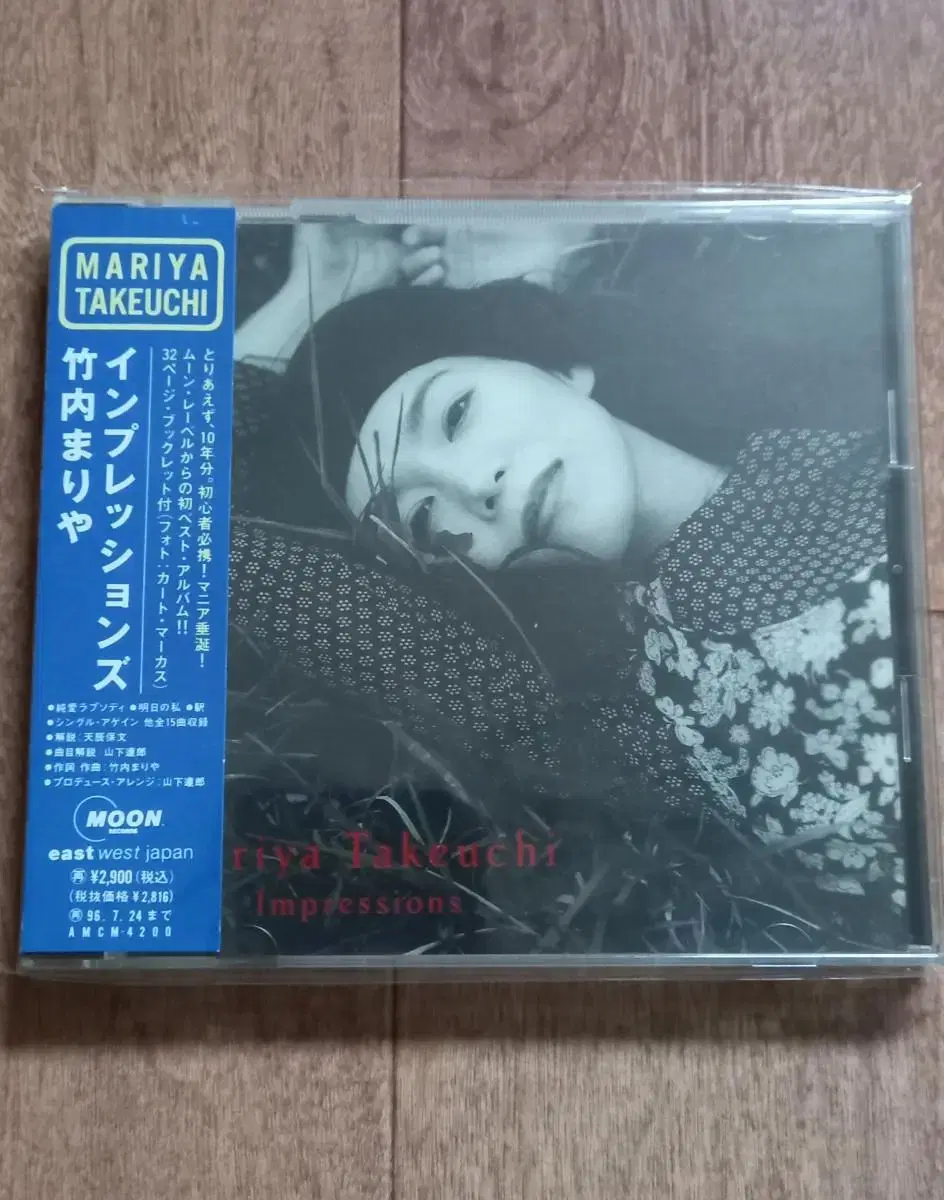 MARIYA
TAKEUCHI
インプレッションズ
竹内まりや
とりあえず、10年分。初心者必携!マニア垂涎!
ムーン・レーベルからの初ベスト・アルバム!!
32ページ・ブックレット付(フォト:カート・マーカス)
●純愛ラプソディ ●明日の私 ●駅
●シングル・アゲイン 他全15曲収録
●解説:天辰保文
●曲目解説:山下達郎
●作詞 作曲:竹内まりや
●プロデュース・アレンジ:山下達郎
MOON
RECORDS
east west japan
再 ¥2,900(税込)
(税抜価格 ¥2,816)
再 96.7.24まで
AMCM-4200
riya Takeuchi
Impressions